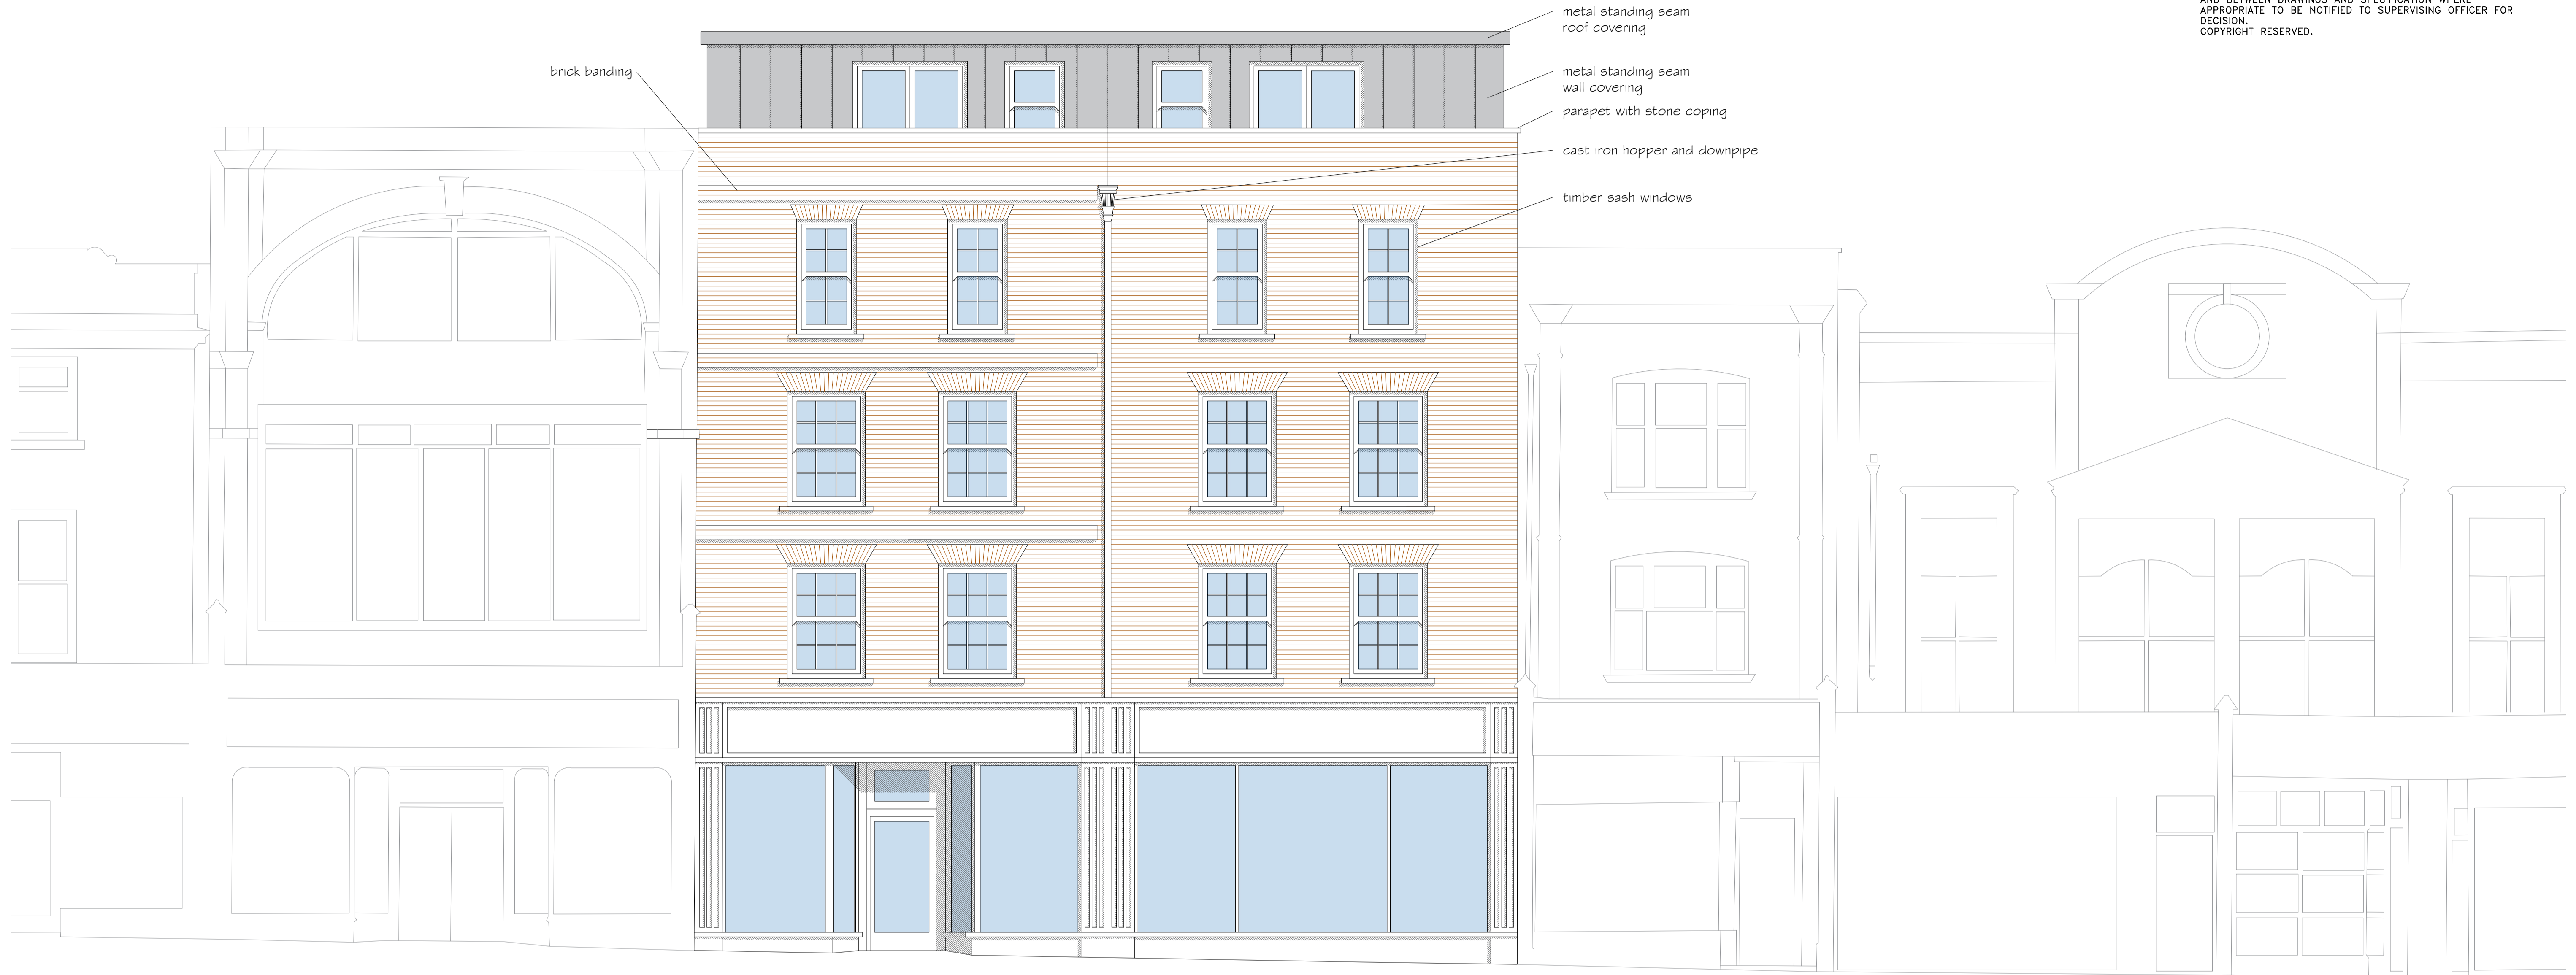 AND BETWEEN DRAWINGS AND SPECIFICATION WHERE
APPROPRIATE TO BE NOTIFIED TO SUPERVISING OFFICER FOR
DECISION.
COPYRIGHT RESERVED.
metal standing seam
roof covering
brick banding
metal standing seam
wall covering
parapet with stone coping
cast iron hopper and downpipe
timber sash windows